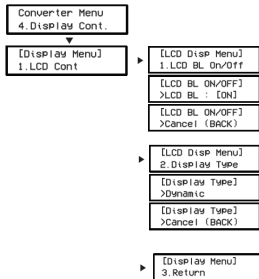 Converter Menu
4.Display Cont.
[Display Menu]
1.LCD Cont
[LCD Disp Menu]
1.LCD BL On/Off
[LCD BL ON/OFF]
>LCD BL : [ON]
[LCD BL ON/OFF]
>Cancel (BACK)
[LCD Disp Menu]
2.Display Type
[Display Type]
>Dynamic
[Display Type]
>Cancel (BACK)
[Display Menu]
3.Return